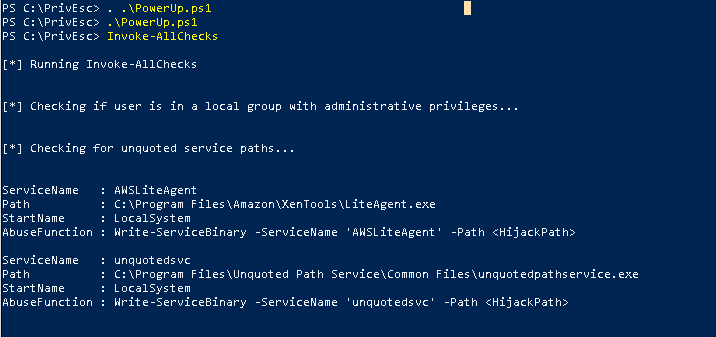 PS C:\PrivEsc> . .\PowerUp.ps1
PS C:\PrivEsc> .\PowerUp.ps1
PS C:\PrivEsc> Invoke-AllChecks
[*] Running Invoke-AllChecks
[*] Checking if user is in a local group with administrative privileges...
[*] Checking for unquoted service paths...
ServiceName   : AWSLiteAgent
Path          : C:\Program Files\Amazon\XenTools\LiteAgent.exe
StartName     : LocalSystem
AbuseFunction : Write-ServiceBinary -ServiceName 'AWSLiteAgent' -Path <HijackPath>
ServiceName   : unquotedsvc
Path          : C:\Program Files\Unquoted Path Service\Common Files\unquotedpathservice.exe
StartName     : LocalSystem
AbuseFunction : Write-ServiceBinary -ServiceName 'unquotedsvc' -Path <HijackPath>